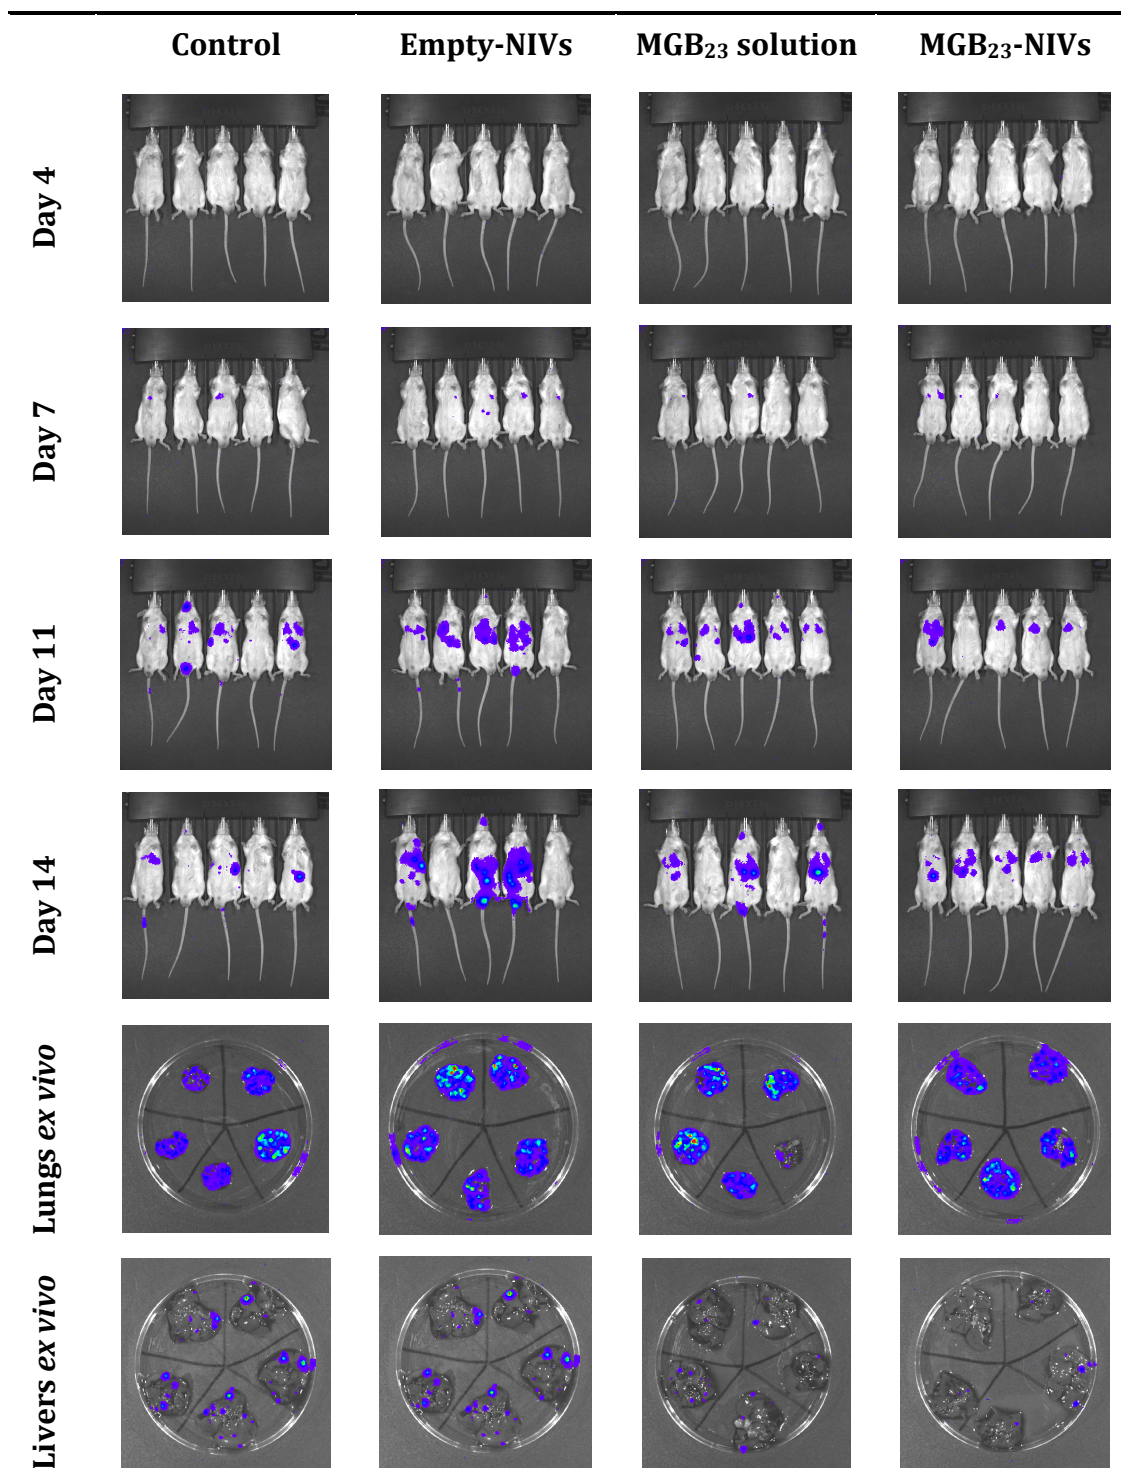 Control Empty-NIVs MGB₂₃ solution MGB₂₃-NIVs
Day 4
Day 7
Day 11
Day 14
Lungs ex vivo
Livers ex vivo